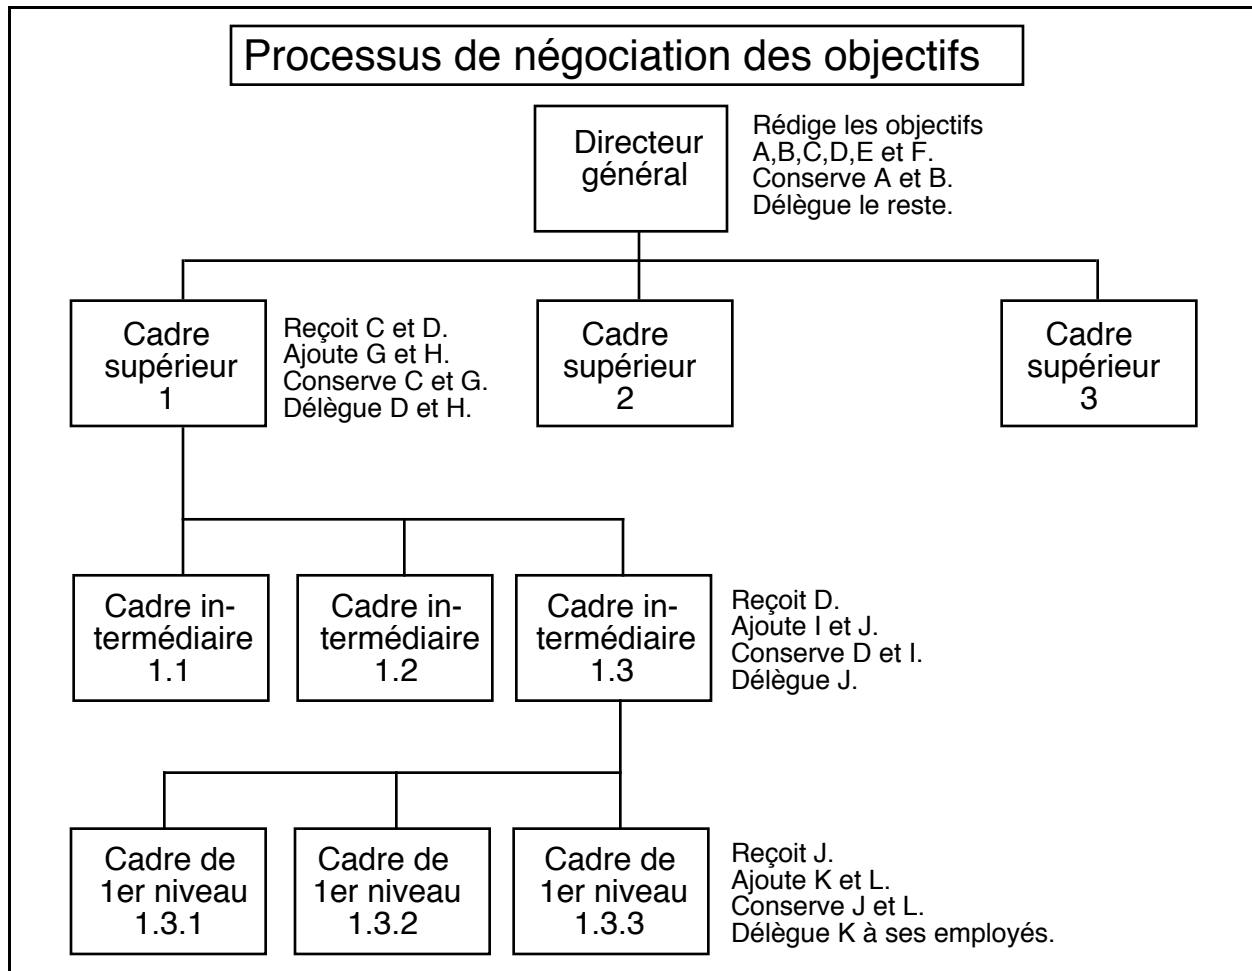 Processus de négociation des objectifs
Directeur
général
Rédige les objectifs
A,B,C,D,E et F.
Conserve A et B.
Délègue le reste.
Cadre
supérieur
1
Reçoit C et D.
Ajoute G et H.
Conserve C et G.
Délègue D et H.
Cadre
supérieur
2
Cadre
supérieur
3
Cadre in-
termédiaire
1.1
Cadre in-
termédiaire
1.2
Cadre in-
termédiaire
1.3
Reçoit D.
Ajoute I et J.
Conserve D et I.
Délègue J.
Cadre de
1er niveau
1.3.1
Cadre de
1er niveau
1.3.2
Cadre de
1er niveau
1.3.3
Reçoit J.
Ajoute K et L.
Conserve J et L.
Délègue K à ses employés.